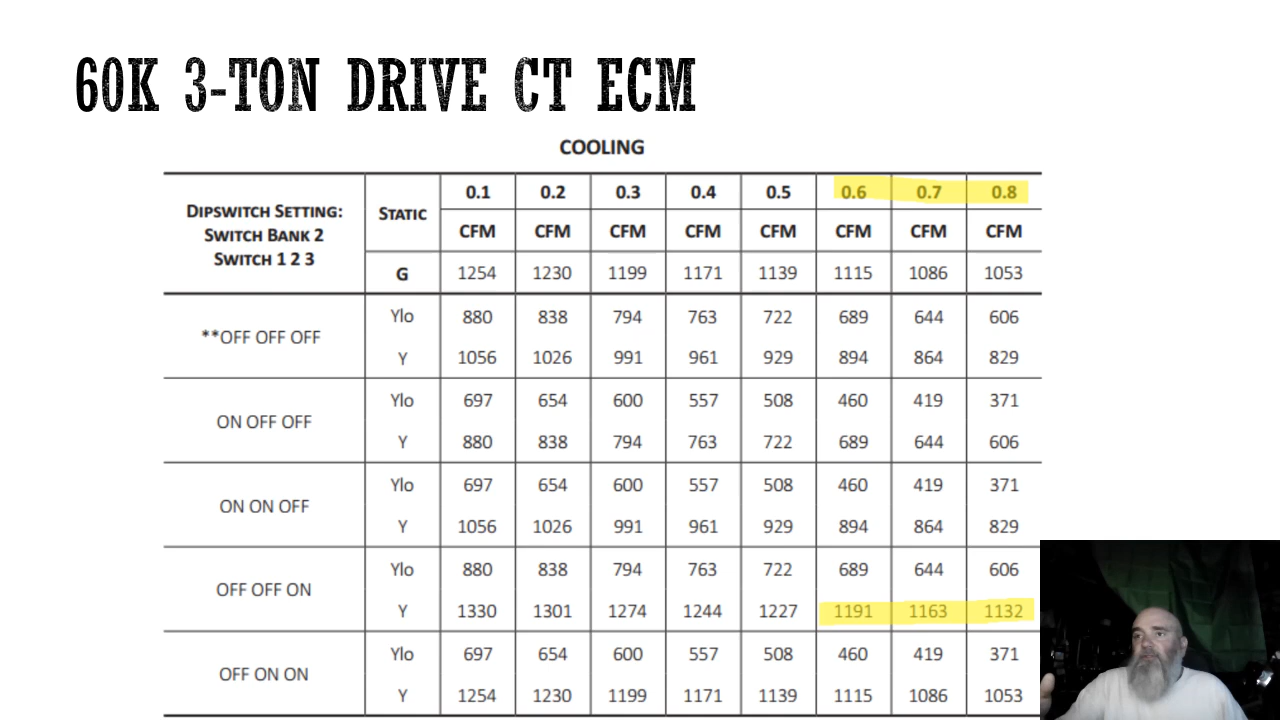 60K 3-TON DRIVE CT ECM
COOLING
DIPSWITCH SETTING: SWITCH BANK 2 SWITCH 1 2 3 STATIC 0.1 0.2 0.3 0.4 0.5 0.6 0.7 0.8
CFM CFM CFM CFM CFM CFM CFM CFM
G 1254 1230 1199 1171 1139 1115 1086 1053
**OFF OFF OFF Ylo 880 838 794 763 722 689 644 606
Y 1056 1026 991 961 929 894 864 829
ON OFF OFF Ylo 697 654 600 557 508 460 419 371
Y 880 838 794 763 722 689 644 606
ON ON OFF Ylo 697 654 600 557 508 460 419 371
Y 1056 1026 991 961 929 894 864 829
OFF OFF ON Ylo 880 838 794 763 722 689 644 606
Y 1330 1301 1274 1244 1227 1191 1163 1132
OFF ON ON Ylo 697 654 600 557 508 460 419 371
Y 1254 1230 1199 1171 1139 1115 1086 1053